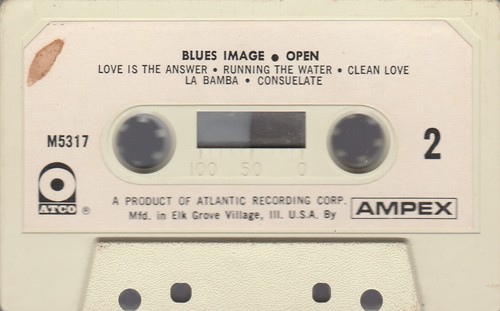 BLUES IMAGE ● OPEN
LOVE IS THE ANSWER • RUNNING THE WATER • CLEAN LOVE
LA BAMBA • CONSUELATE
M5317
2
100 50 0
ATCO ®
A PRODUCT OF ATLANTIC RECORDING CORP.
Mfd. in Elk Grove Village, Ill. U.S.A. By
AMPEX